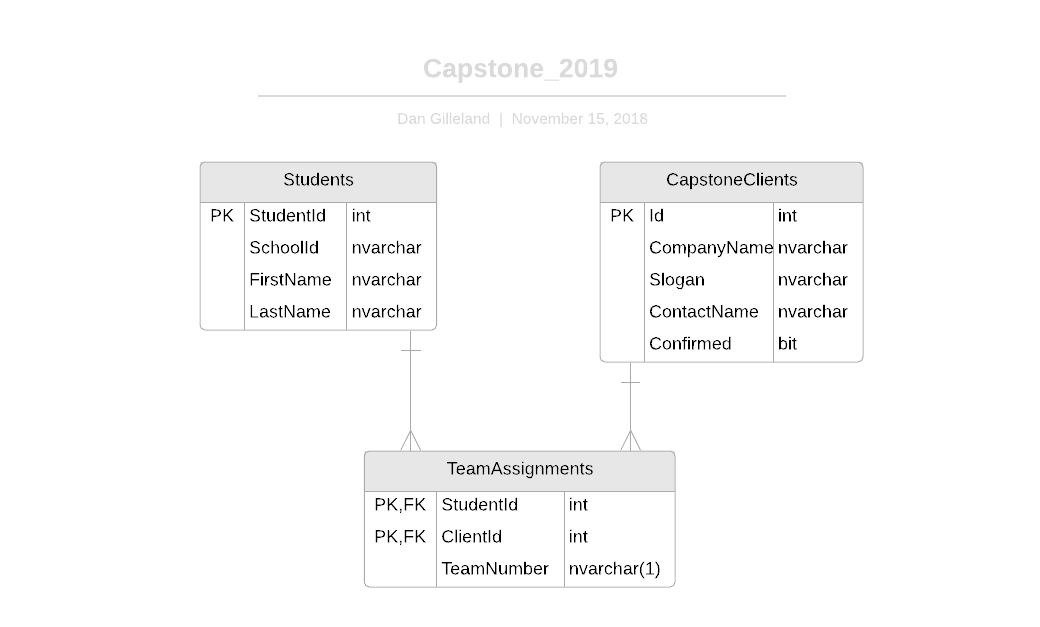 Capstone_2019
Dan Gilleland | November 15, 2018
Students
PK StudentId int
SchoolId nvarchar
FirstName nvarchar
LastName nvarchar
CapstoneClients
PK Id int
CompanyName nvarchar
Slogan nvarchar
ContactName nvarchar
Confirmed bit
TeamAssignments
PK,FK StudentId int
PK,FK ClientId int
TeamNumber nvarchar(1)